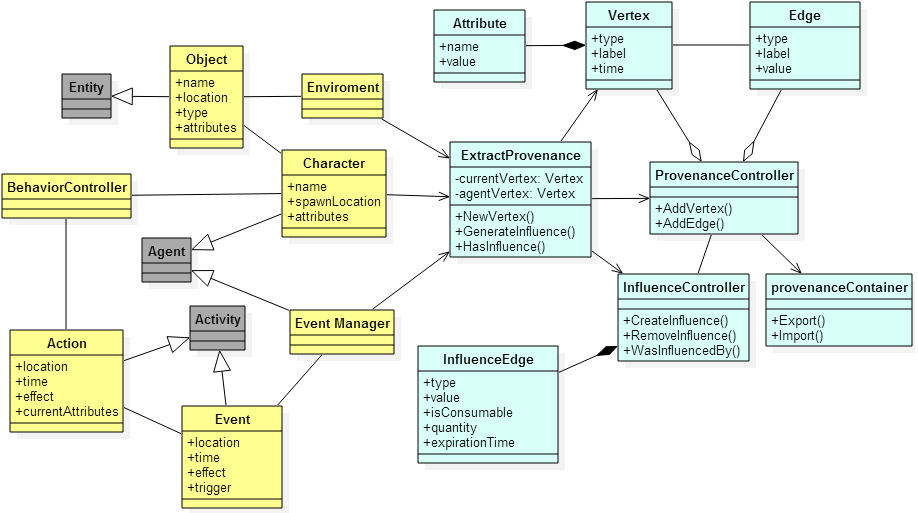 Attribute
+name
+value
Vertex
+type
+label
+time
Edge
+type
+label
+value
Entity
Object
+name
+location
+type
+attributes
Enviroment
BehaviorController
Character
+name
+spawnLocation
+attributes
ExtractProvenance
-currentVertex: Vertex
-agentVertex: Vertex
+NewVertex()
+GenerateInfluence()
+HasInfluence()
ProvenanceController
+AddVertex()
+AddEdge()
Agent
Activity
Event Manager
InfluenceController
+CreateInfluence()
+RemoveInfluence()
+WasInfluencedBy()
provenanceContainer
+Export()
+Import()
Action
+location
+time
+effect
+currentAttributes
InfluenceEdge
+type
+value
+isConsumable
+quantity
+expirationTime
Event
+location
+time
+effect
+trigger